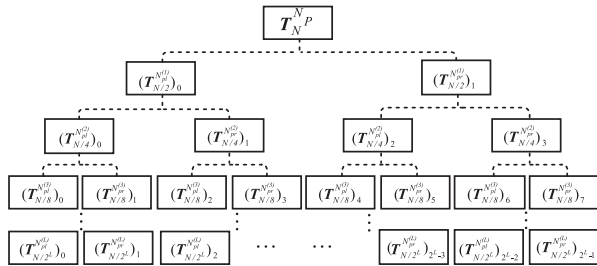 T_N^{N_P}
(T_{N/2}^{N_{pl}^{(1)}})_0 (T_{N/2}^{N_{pr}^{(1)}})_1
(T_{N/4}^{N_{pl}^{(2)}})_0 (T_{N/4}^{N_{pr}^{(2)}})_1 (T_{N/4}^{N_{pl}^{(2)}})_2 (T_{N/4}^{N_{pr}^{(2)}})_3
(T_{N/8}^{N_{pl}^{(3)}})_0 (T_{N/8}^{N_{pr}^{(3)}})_1 (T_{N/8}^{N_{pl}^{(3)}})_2 (T_{N/8}^{N_{pr}^{(3)}})_3 (T_{N/8}^{N_{pl}^{(3)}})_4 (T_{N/8}^{N_{pr}^{(3)}})_5 (T_{N/8}^{N_{pl}^{(3)}})_6 (T_{N/8}^{N_{pr}^{(3)}})_7
(T_{N/2^L}^{N_{pl}^{(L)}})_0 (T_{N/2^L}^{N_{pr}^{(L)}})_1 (T_{N/2^L}^{N_{pl}^{(L)}})_2 ... ... (T_{N/2^L}^{N_{pr}^{(L)}})_{2^L-3} (T_{N/2^L}^{N_{pl}^{(L)}})_{2^L-2} (T_{N/2^L}^{N_{pr}^{(L)}})_{2^L-1}